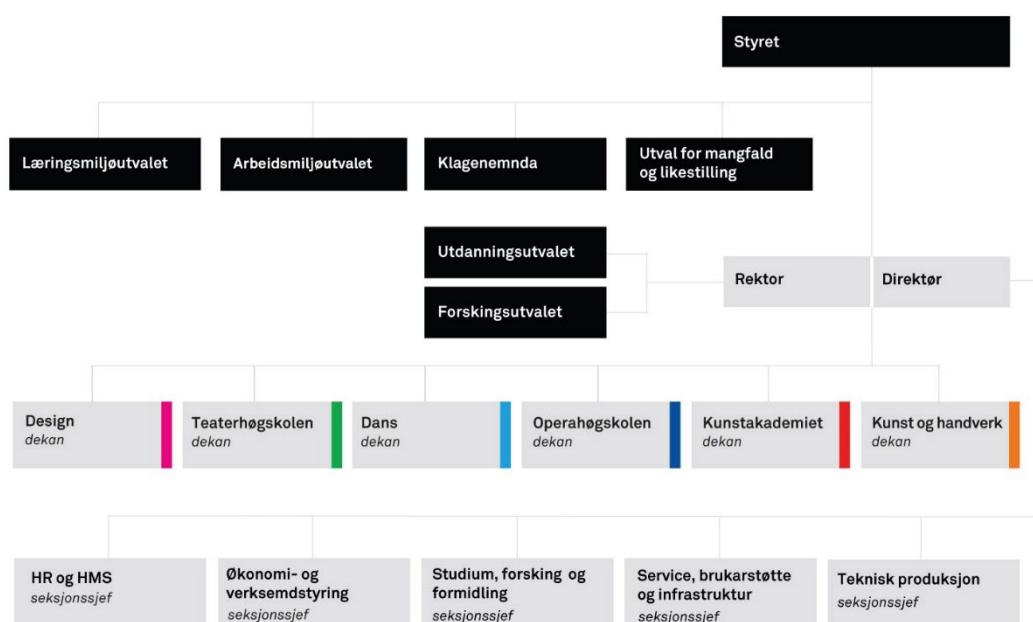 Styret
Læringsmiljøutvalet
Arbeidsmiljøutvalet
Klagenemnda
Utval for mangfald
og likestilling
Utdanningsutvalet
Forskingsutvalet
Rektor
Direktør
Design
dekan
Teaterhøgskolen
dekan
Dans
dekan
Operahøgskolen
dekan
Kunstakademiet
dekan
Kunst og handverk
dekan
HR og HMS
seksjonssjef
Økonomi- og
verksemdstyring
seksjonssjef
Studium, forsking og
formidling
seksjonssjef
Service, brukarstøtte
og infrastruktur
seksjonssjef
Teknisk produksjon
seksjonssjef